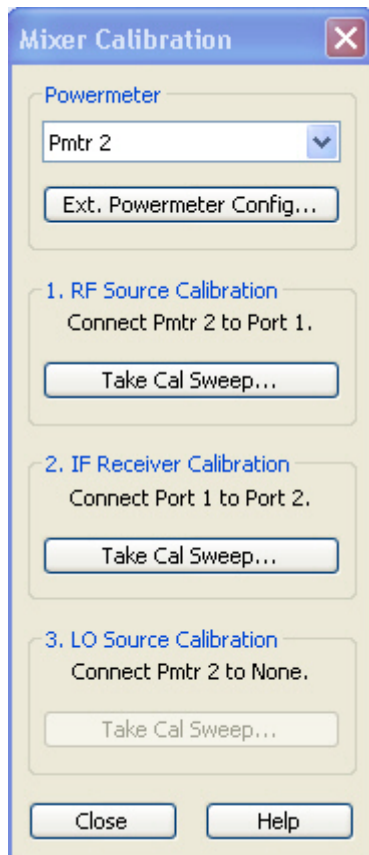 Mixer Calibration
Powermeter
Pmtr 2
Ext. Powermeter Config...
1. RF Source Calibration
Connect Pmtr 2 to Port 1.
Take Cal Sweep...
2. IF Receiver Calibration
Connect Port 1 to Port 2.
Take Cal Sweep...
3. LO Source Calibration
Connect Pmtr 2 to None.
Take Cal Sweep...
Close Help